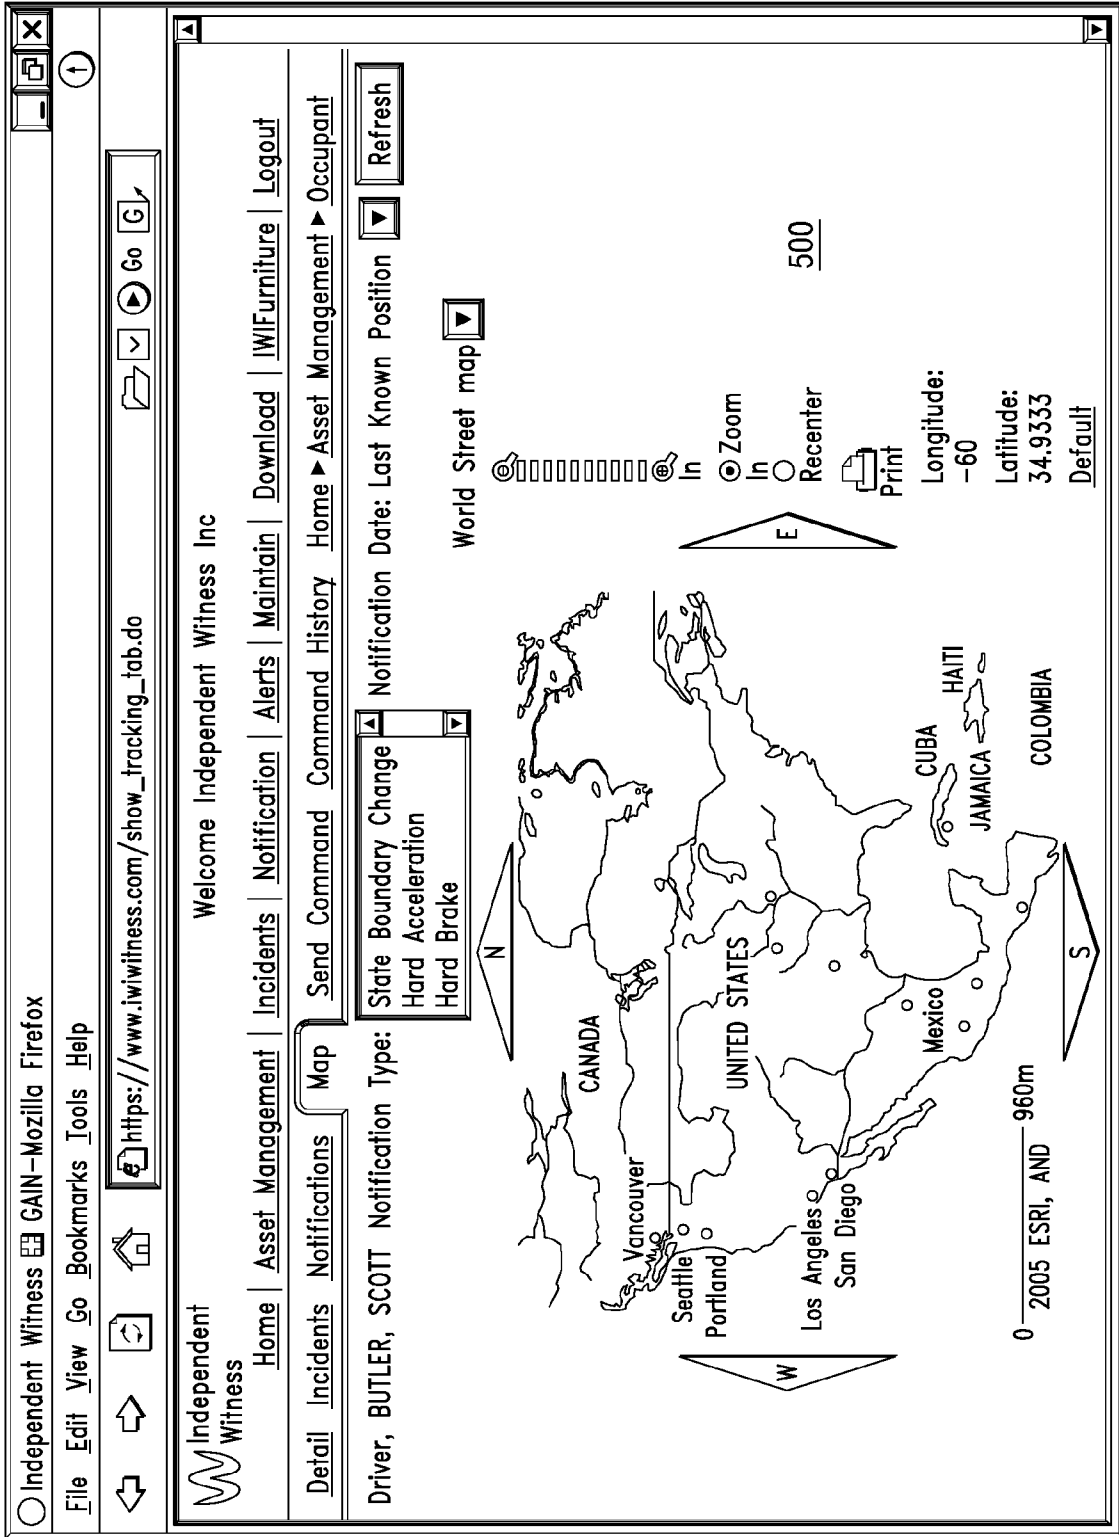 Independent Witness GAIN-Mozilla Firefox
File Edit View Go Bookmarks Tools Help
https://www.iwiwitness.com/show_tracking_tab.do
Go G
Independent
Witness
Welcome Independent Witness Inc
Home | Asset Management | Incidents | Notification | Alerts | Maintain | Download | IWIFurniture | Logout
Detail Incidents Notifications Map Send Command Command History Home ▶ Asset Management ▶ Occupant
Driver, BUTLER, SCOTT Notification Type:
State Boundary Change
Hard Acceleration
Hard Brake
Notification Date: Last Known Position
Refresh
World Street map
N
W
E
S
CANADA
Vancouver
Seattle
Portland
UNITED STATES
Los Angeles
San Diego
Mexico
CUBA
HAITI
JAMAICA
COLOMBIA
0 960m
2005 ESRI, AND
In
Zoom
In
Recenter
Print
Longitude:
-60
Latitude:
34.9333
Default
500